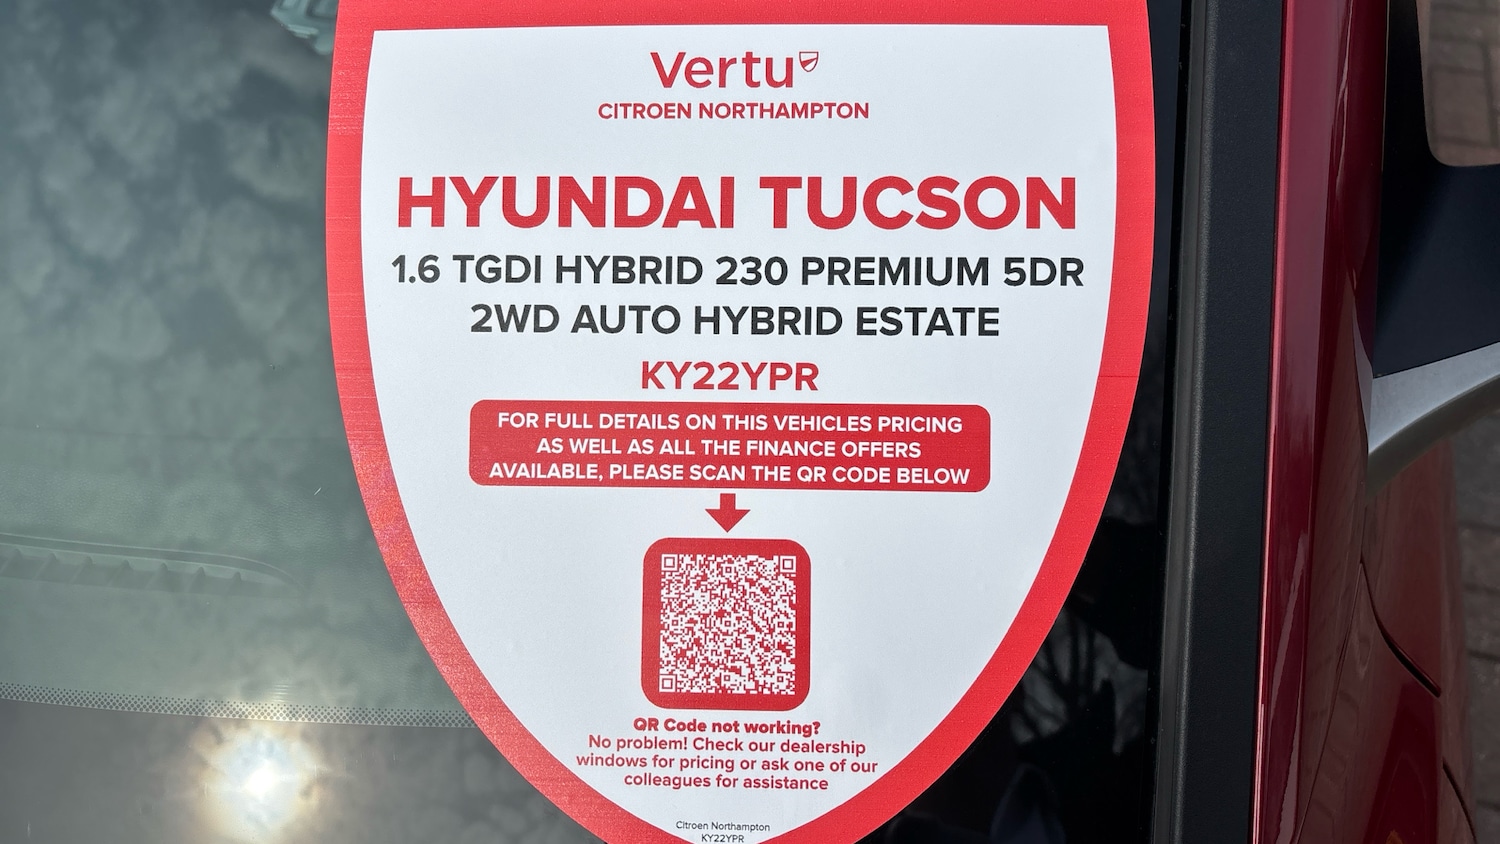 Vertu
CITROEN NORTHAMPTON
HYUNDAI TUCSON
1.6 TGDI HYBRID 230 PREMIUM 5DR
2WD AUTO HYBRID ESTATE
KY22YPR
FOR FULL DETAILS ON THIS VEHICLES PRICING
AS WELL AS ALL THE FINANCE OFFERS
AVAILABLE, PLEASE SCAN THE QR CODE BELOW
QR Code not working?
No problem! Check our dealership
windows for pricing or ask one of our
colleagues for assistance
Citroen Northampton
KY22YPR